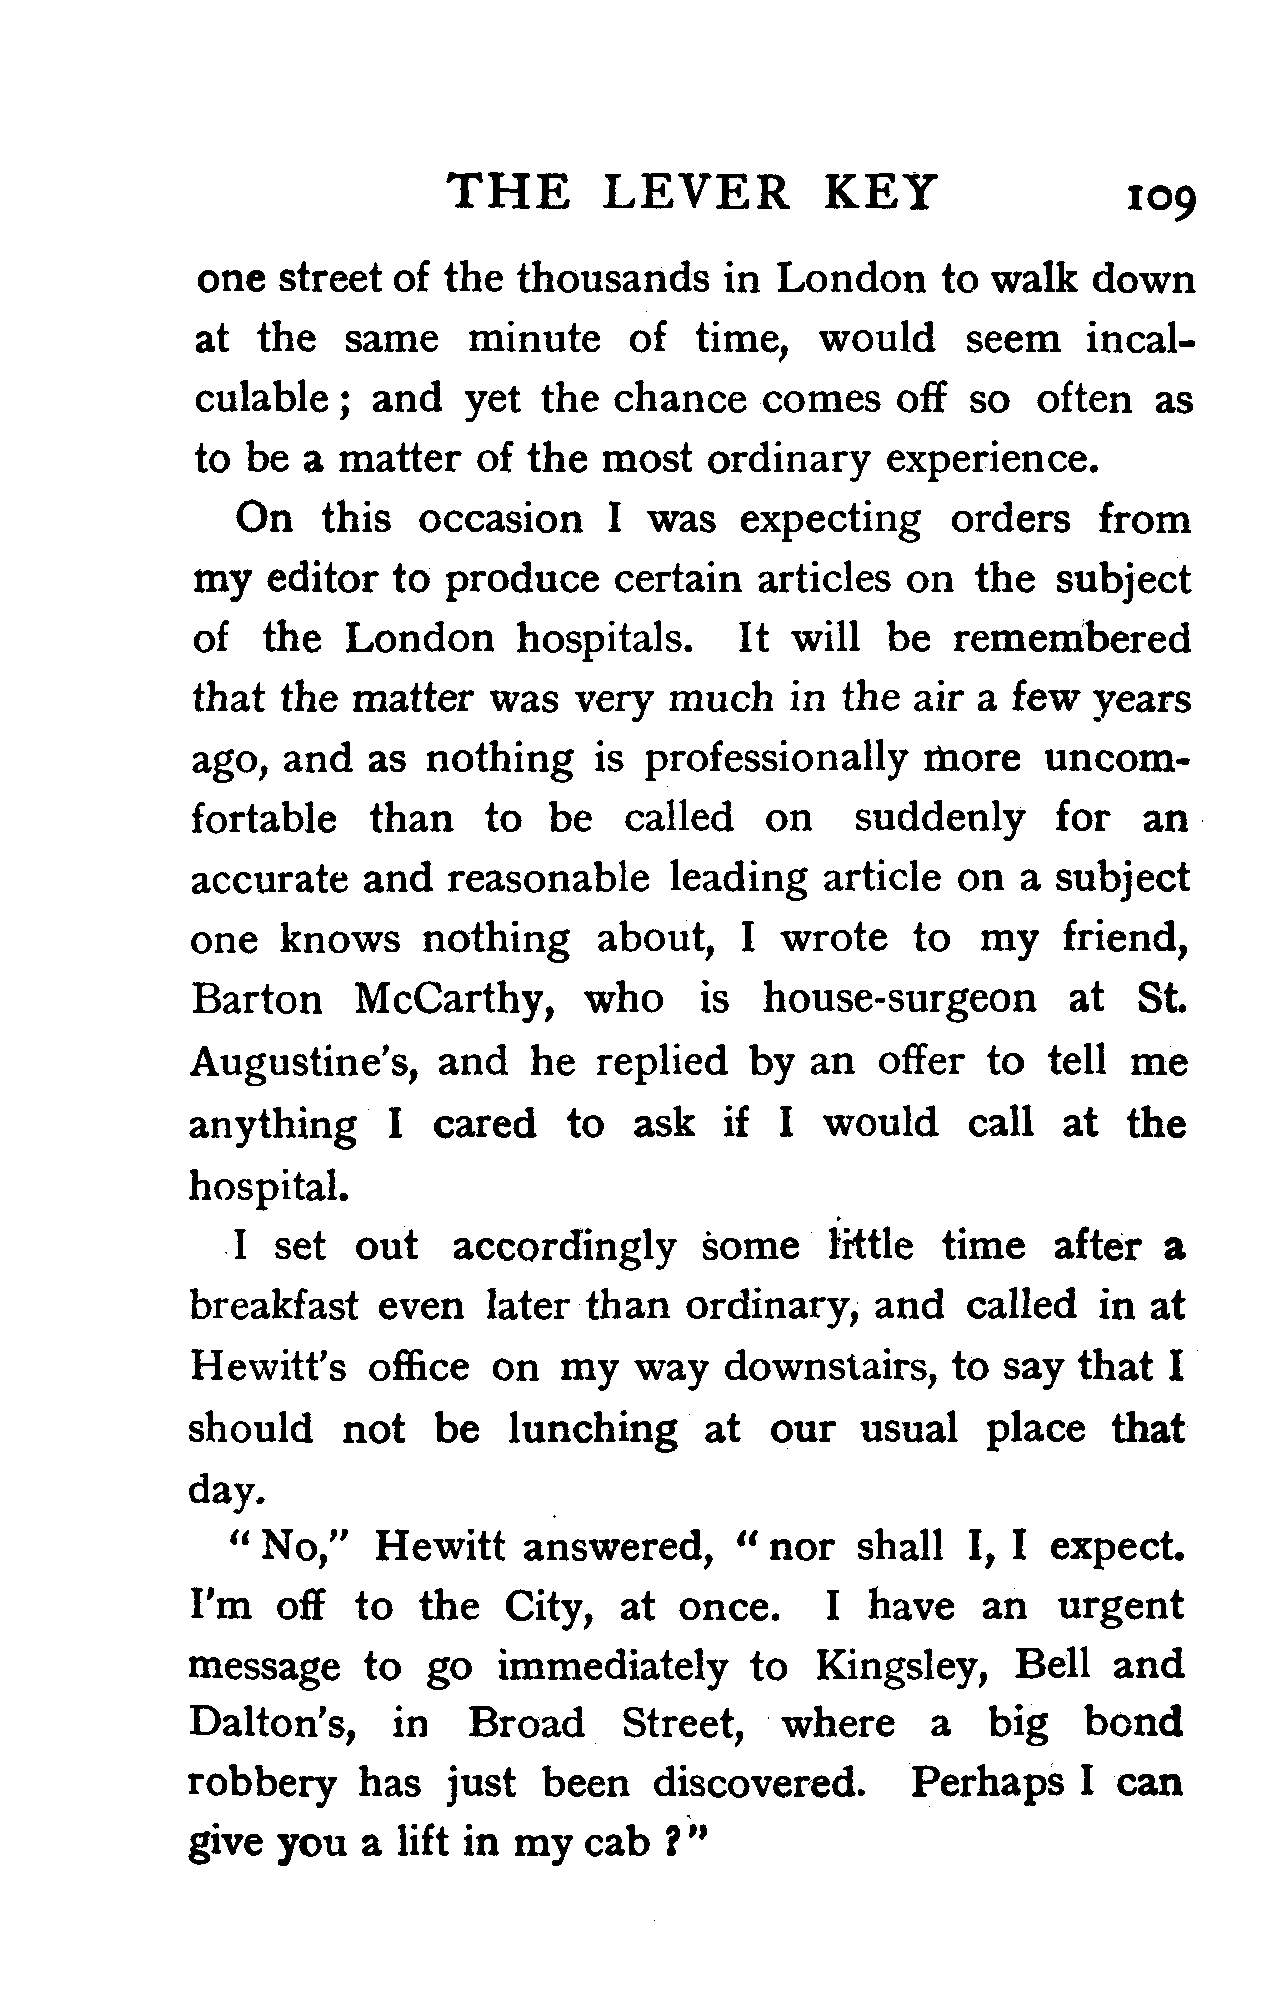 THE LEVER KEY 109
one street of the thousands in London to walk down
at the same minute of time, would seem incal-
culable; and yet the chance comes off so often as
to be a matter of the most ordinary experience.
On this occasion I was expecting orders from
my editor to produce certain articles on the subject
of the London hospitals. It will be remembered
that the matter was very much in the air a few years
ago, and as nothing is professionally more uncom-
fortable than to be called on suddenly for an
accurate and reasonable leading article on a subject
one knows nothing about, I wrote to my friend,
Barton McCarthy, who is house-surgeon at St.
Augustine's, and he replied by an offer to tell me
anything I cared to ask if I would call at the
hospital.
I set out accordingly some little time after a
breakfast even later than ordinary, and called in at
Hewitt's office on my way downstairs, to say that I
should not be lunching at our usual place that
day.
"No," Hewitt answered, "nor shall I, I expect.
I'm off to the City, at once. I have an urgent
message to go immediately to Kingsley, Bell and
Dalton's, in Broad Street, where a big bond
robbery has just been discovered. Perhaps I can
give you a lift in my cab?"